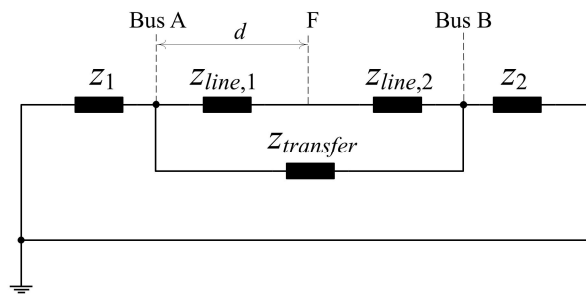 Bus A
d
F
Bus B
z1
zline,1
zline,2
z2
ztransfer